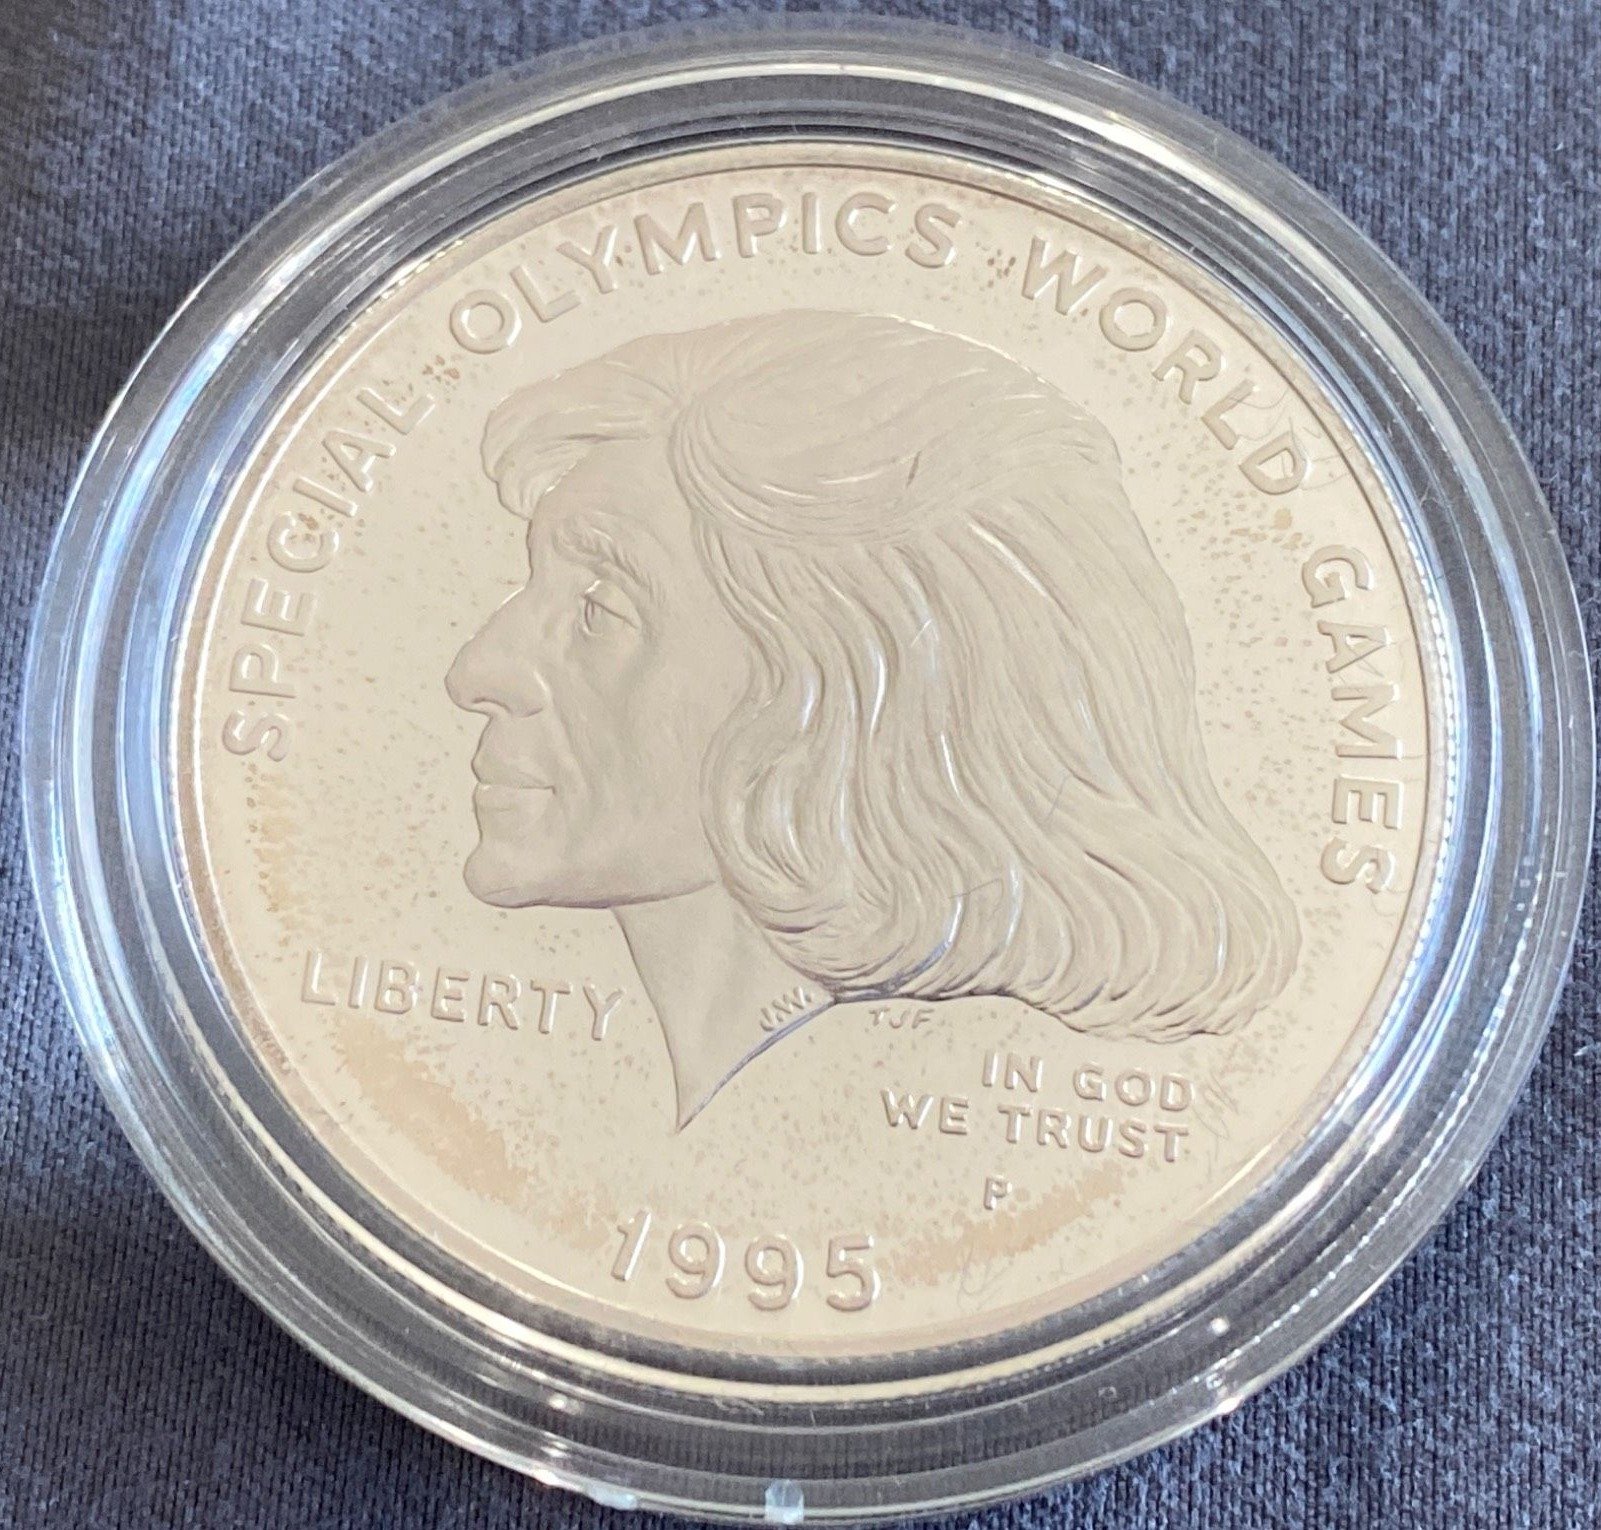 SPECIAL OLYMPICS WORLD GAMES
LIBERTY
J.W.
TJF
IN GOD
WE TRUST
P
1995